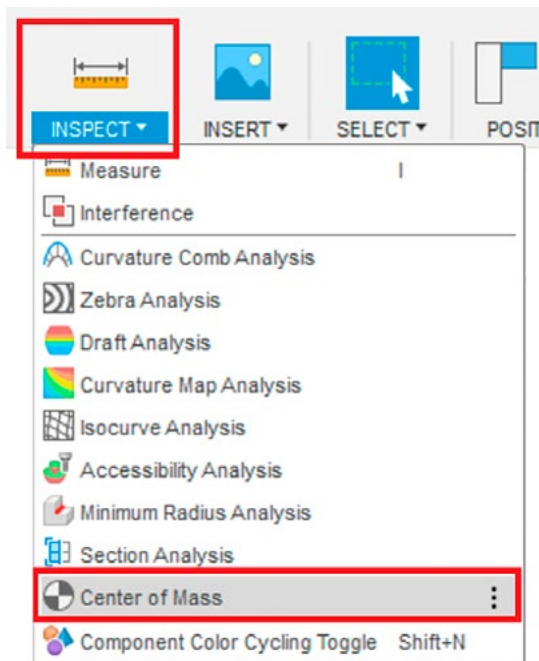 INSPECT INSERT SELECT
Measure I
Interference
Curvature Comb Analysis
Zebra Analysis
Draft Analysis
Curvature Map Analysis
Isocurve Analysis
Accessibility Analysis
Minimum Radius Analysis
Section Analysis
Center of Mass
Component Color Cycling Toggle Shift+N